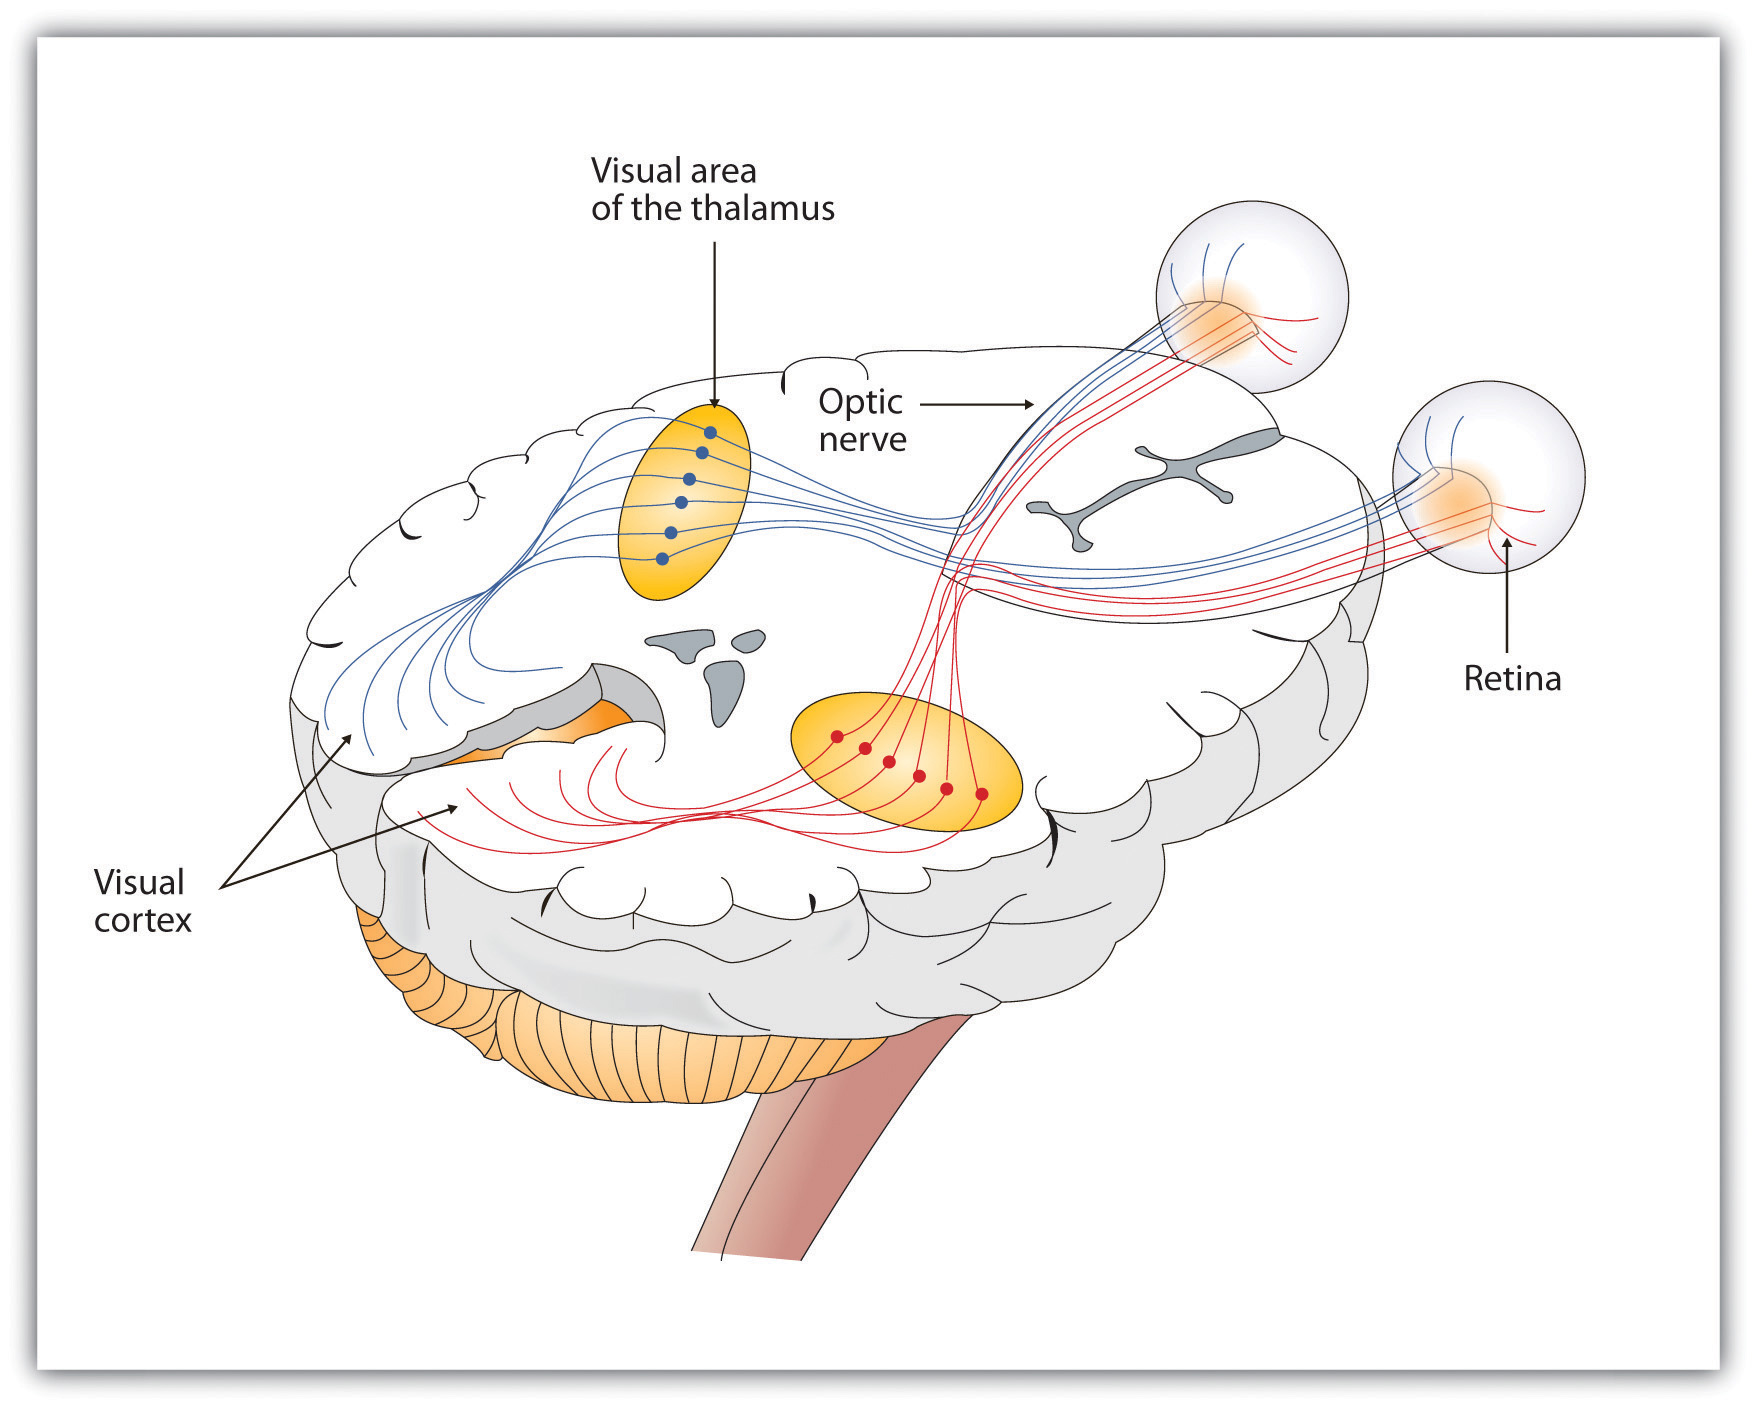 Visual area
of the thalamus
Optic
nerve
Retina
Visual
cortex